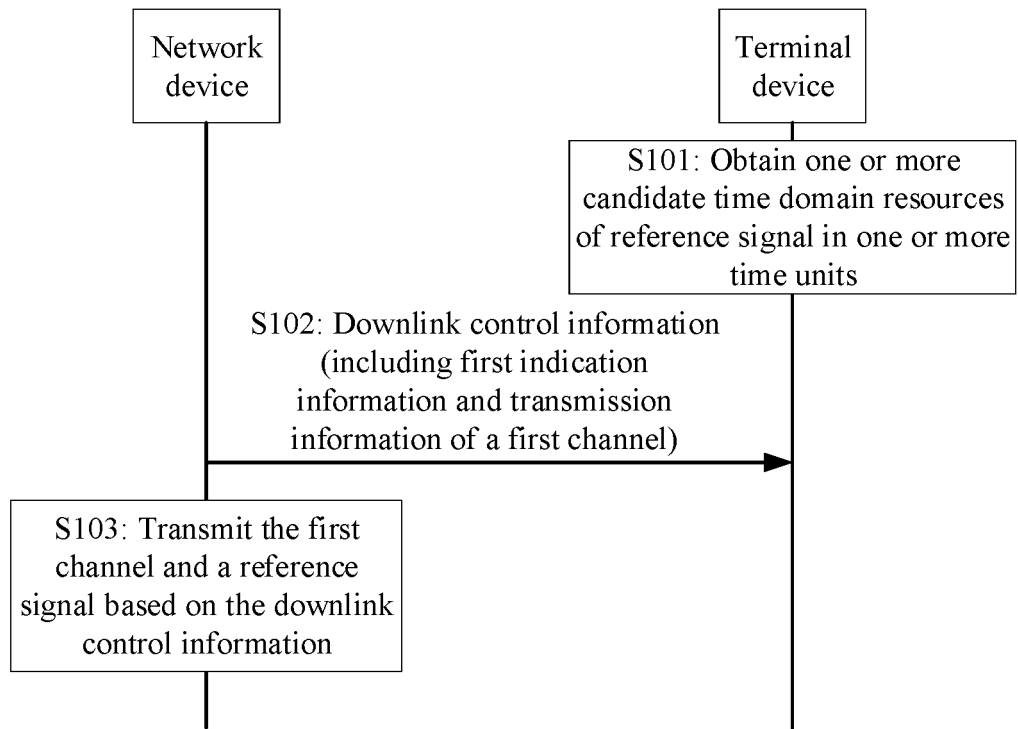 Network
device
Terminal
device
S101: Obtain one or more
candidate time domain resources
of reference signal in one or more
time units
S102: Downlink control information
(including first indication
information and transmission
information of a first channel)
S103: Transmit the first
channel and a reference
signal based on the downlink
control information